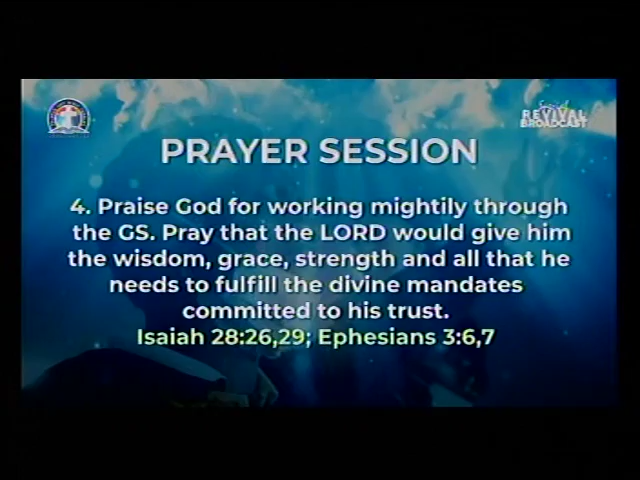 REVIVAL
BROADCAST
PRAYER SESSION
4. Praise God for working mightily through
the GS. Pray that the LORD would give him
the wisdom, grace, strength and all that he
needs to fulfill the divine mandates
committed to his trust.
Isaiah 28:26,29; Ephesians 3:6,7